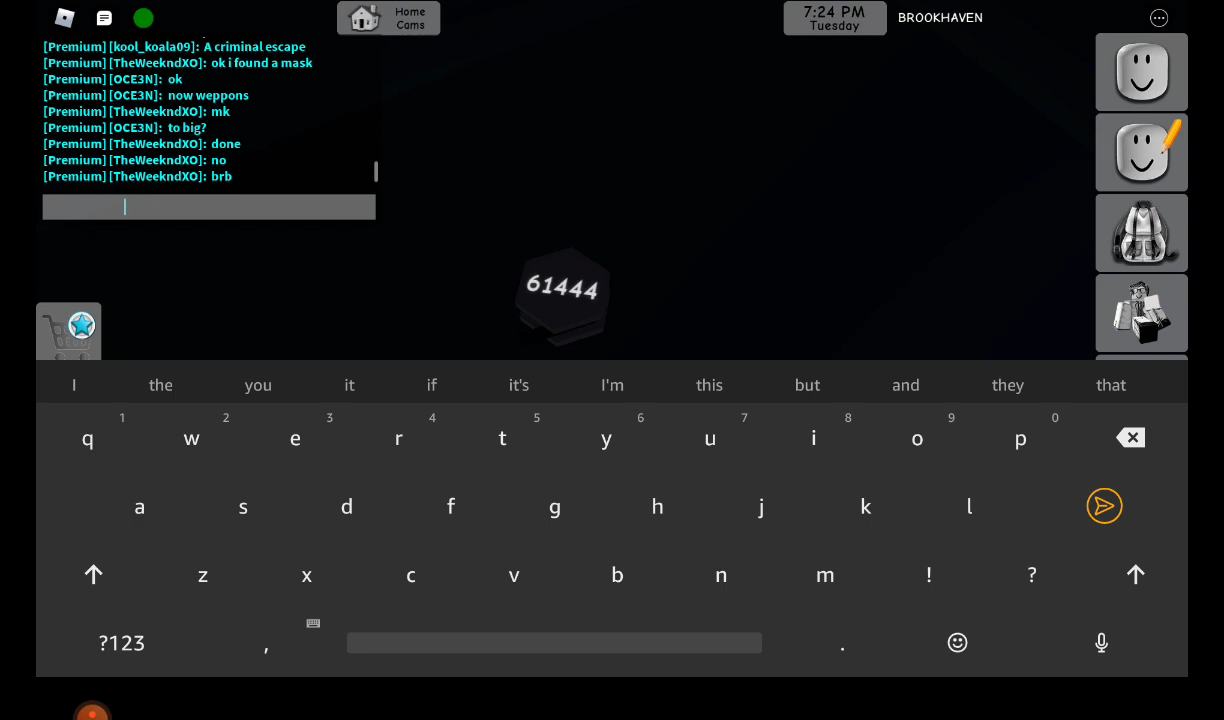 Home
Cams
7:24 PM
Tuesday
BROOKHAVEN
[Premium] [kool_koala09]: A criminal escape
[Premium] [TheWeekndXO]: ok i found a mask
[Premium] [OCE3N]: ok
[Premium] [OCE3N]: now weppons
[Premium] [TheWeekndXO]: mk
[Premium] [OCE3N]: to big?
[Premium] [TheWeekndXO]: done
[Premium] [TheWeekndXO]: no
[Premium] [TheWeekndXO]: brb
61444
I the you it if it's I'm this but and they that
1 2 3 4 5 6 7 8 9 0
q w e r t y u i o p
a s d f g h j k l
z x c v b n m ! ?
?123 , .